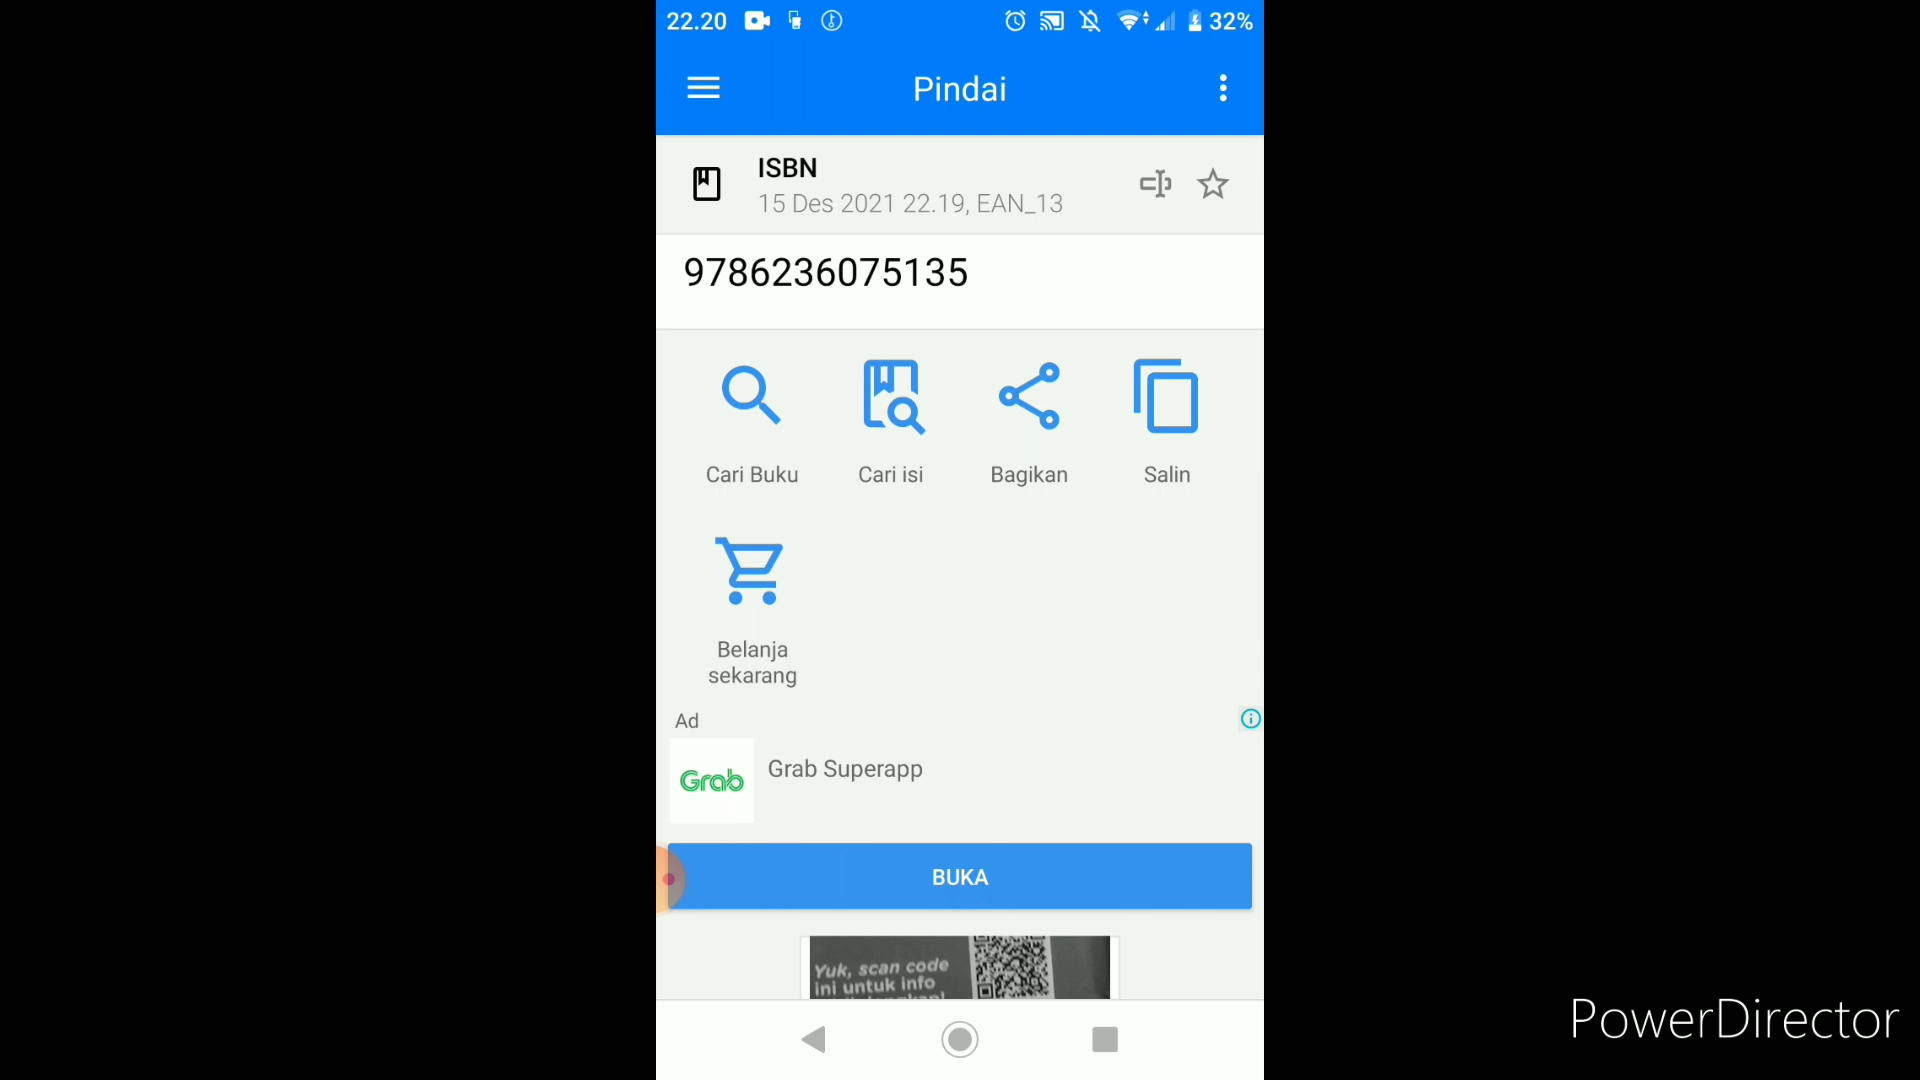 22.20
32%
Pindai
ISBN
15 Des 2021 22.19, EAN_13
9786236075135
Cari Buku
Cari isi
Bagikan
Salin
Belanja
sekarang
Ad
Grab
Grab Superapp
BUKA
Yuk, scan code
ini untuk info
PowerDirector